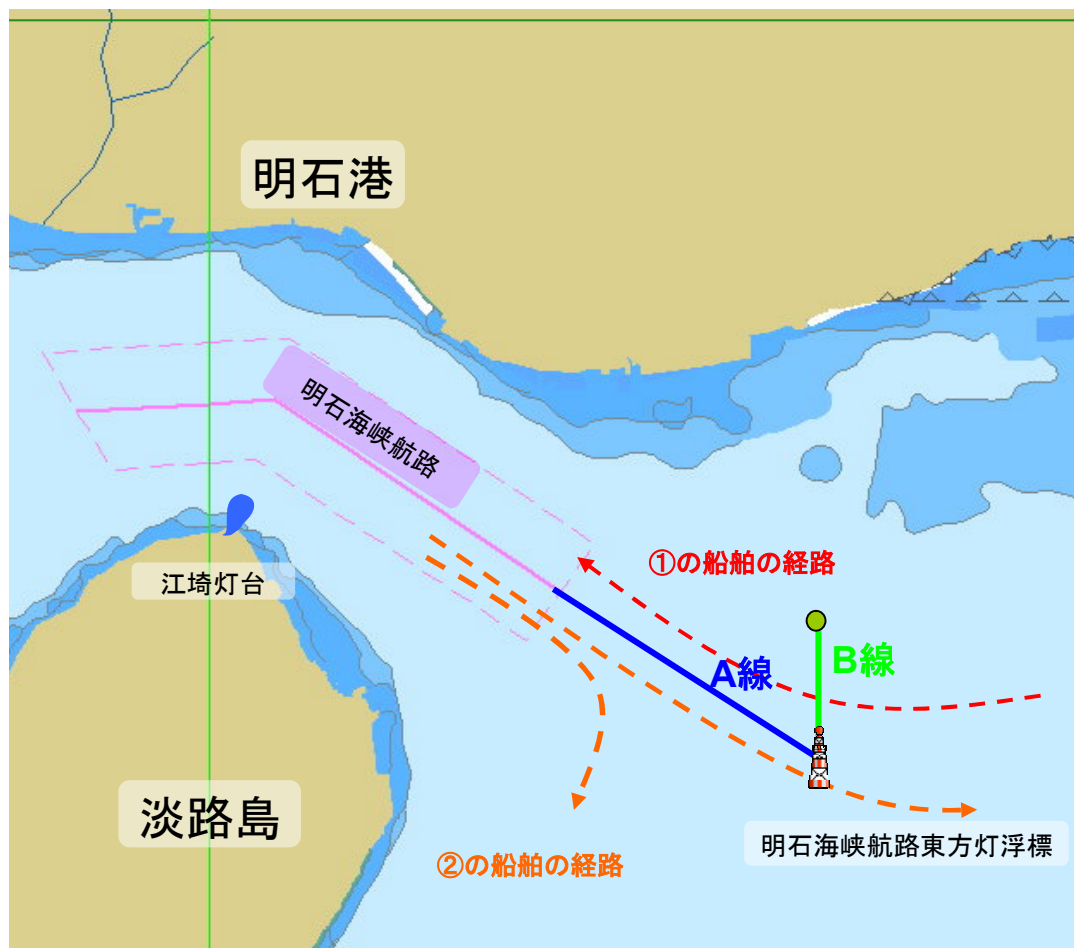 明石港
明石海峡航路
①の船舶の経路
江埼灯台
B線
A線
淡路島
明石海峡航路東方灯浮標
②の船舶の経路